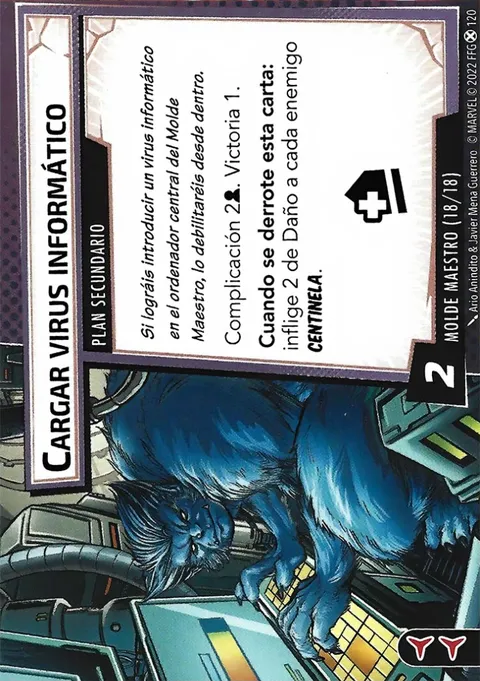 CARGAR VIRUS INFORMÁTICO
PLAN SECUNDARIO
Si lográis introducir un virus informático
en el ordenador central del Molde
Maestro, lo debilitaréis desde dentro.
Complicación 2. Victoria 1.
Cuando se derrote esta carta:
inflige 2 de Daño a cada enemigo
CENTINELA.
2
MOLDE MAESTRO (18/18)
Ario Anindito & Javier Mena Guerrero © MARVEL © 2022 FFG 120